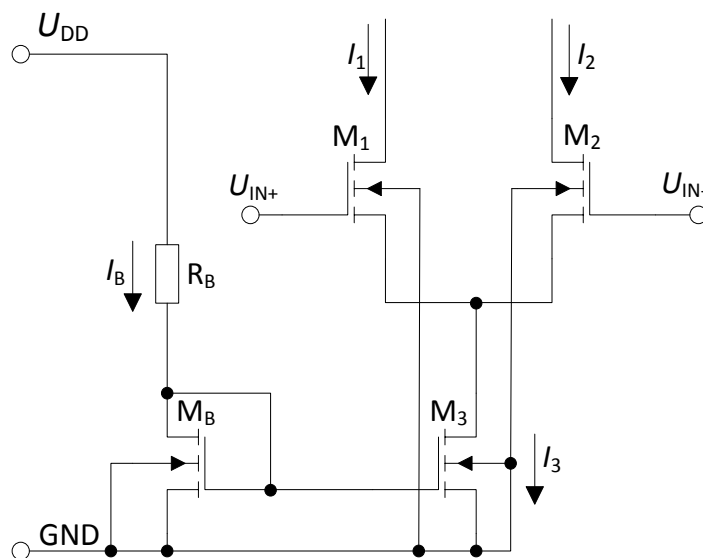 U_DD
I_1
I_2
M_1
M_2
U_IN+
U_IN-
I_B
R_B
M_B
M_3
I_3
GND